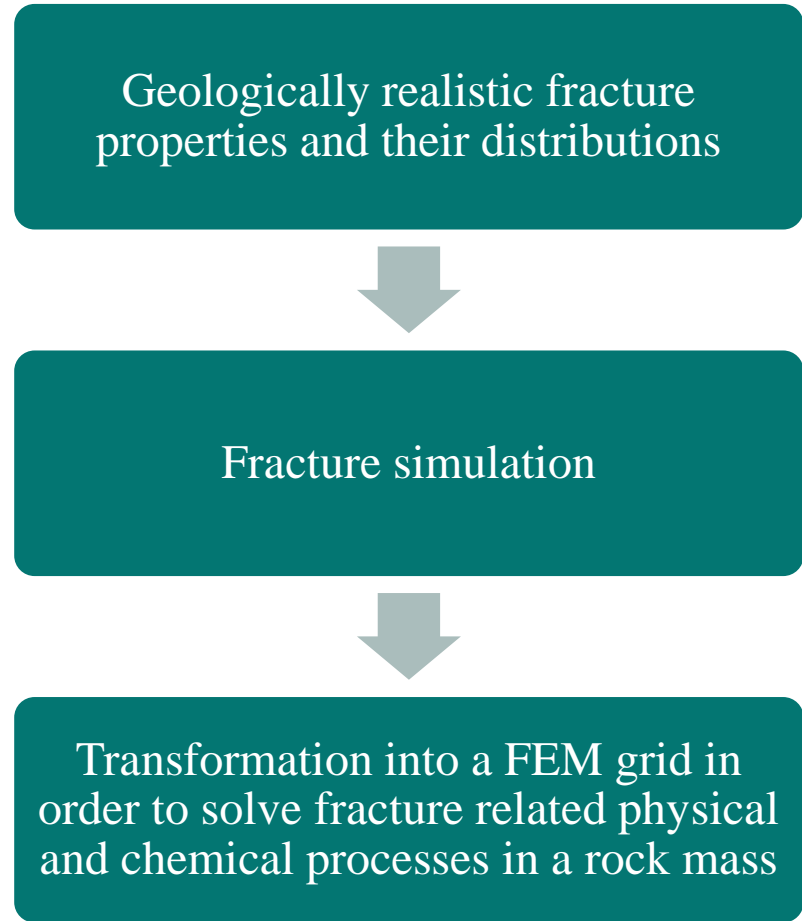 Geologically realistic fracture
properties and their distributions
Fracture simulation
Transformation into a FEM grid in
order to solve fracture related physical
and chemical processes in a rock mass